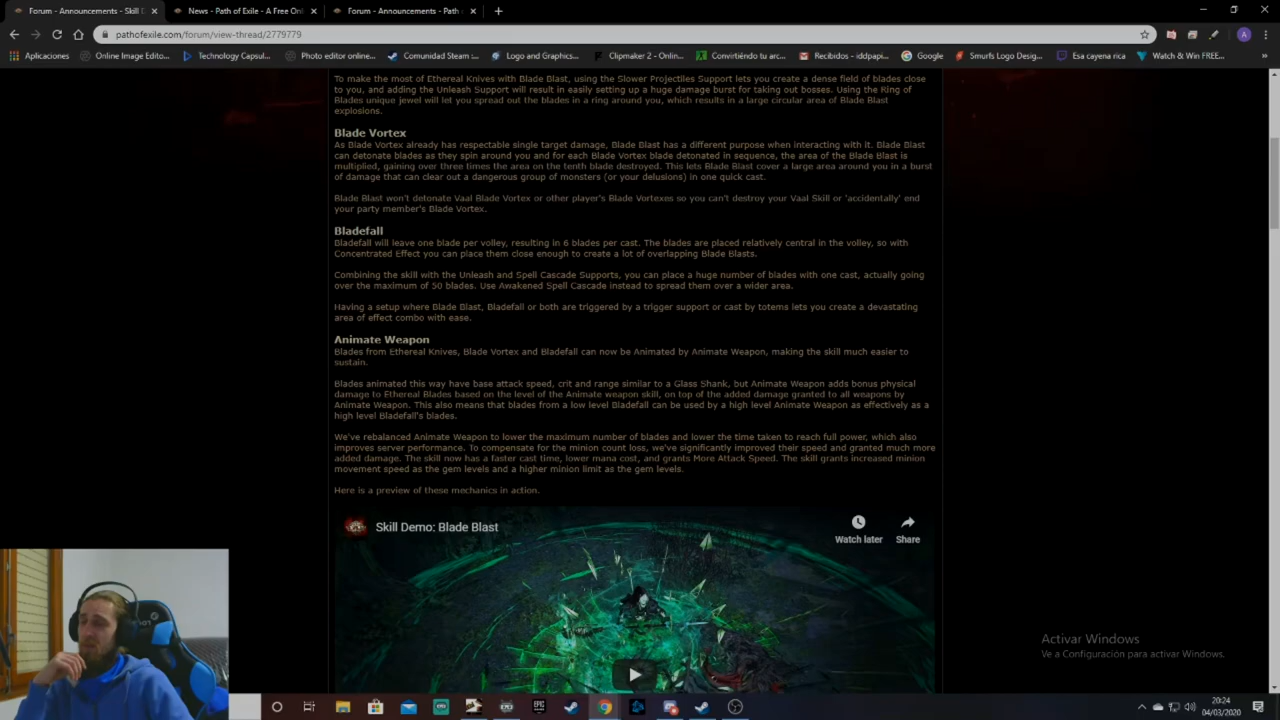 Forum - Announcements - Skill D
News - Path of Exile - A Free Onl
Forum - Announcements - Path
pathofexile.com/forum/view-thread/2779779
Aplicaciones
Online Image Edito...
Technology Capsul...
Photo editor online...
Comunidad Steam :...
Logo and Graphic...
Clipmaker 2 - Onlin...
Convirtiéndo tu arc...
Recibidos - iddpapi...
Google
Smurfs Logo Desig...
Esa cayena rica
Watch & Win FREE...
To make the most of Ethereal Knives with Blade Blast, using the Slower Projectiles Support lets you create a dense field of blades close
to you, and adding the Unleash Support will result in easily setting up a huge damage burst for taking out bosses. Using the Ring of
Blades unique jewel will let you spread out the blades in a ring around you, which results in a large circular area of Blade Blast
explosions.
Blade Vortex
As Blade Vortex already has respectable single target damage, Blade Blast has a different purpose when interacting with it. Blade Blast
can detonate blades as they spin around you and for each Blade Vortex blade detonated in sequence, the area of the Blade Blast is
multiplied, gaining over three times the area on the tenth blade destroyed. This lets Blade Blast cover a large area around you in a burst
of damage that can clear out a dangerous group of monsters (or your delusions) in one quick cast.
Blade Blast won't detonate Vaal Blade Vortex or other player's Blade Vortexes so you can't destroy your Vaal Skill or 'accidentally' end
your party member's Blade Vortex.
Bladefall
Bladefall will leave one blade per volley, resulting in 6 blades per cast. The blades are placed relatively central in the volley, so with
Concentrated Effect you can place them close enough to create a lot of overlapping Blade Blasts.
Combining the skill with the Unleash and Spell Cascade Supports, you can place a huge number of blades with one cast, actually going
over the maximum of 50 blades. Use Awakened Spell Cascade instead to spread them over a wider area.
Having a setup where Blade Blast, Bladefall or both are triggered by a trigger support or cast by totems lets you create a devastating
area of effect combo with ease.
Animate Weapon
Blades from Ethereal Knives, Blade Vortex and Bladefall can now be Animated by Animate Weapon, making the skill much easier to
sustain.
Blades animated this way have base attack speed, crit and range similar to a Glass Shank, but Animate Weapon adds bonus physical
damage to Ethereal Blades based on the level of the Animate weapon skill, on top of the added damage granted to all weapons by
Animate Weapon. This also means that blades from a low level Bladefall can be used by a high level Animate Weapon as effectively as a
high level Bladefall's blades.
We've rebalanced Animate Weapon to lower the maximum number of blades and lower the time taken to reach full power, which also
improves server performance. To compensate for the minion count loss, we've significantly improved their speed and granted much more
added damage. The skill now has a faster cast time, lower mana cost, and grants More Attack Speed. The skill grants increased minion
movement speed as the gem levels and a higher minion limit as the gem levels.
Here is a preview of these mechanics in action.
Skill Demo: Blade Blast
Watch later
Share
Activar Windows
Ve a Configuración para activar Windows.
EPIC
20:24
04/03/2020